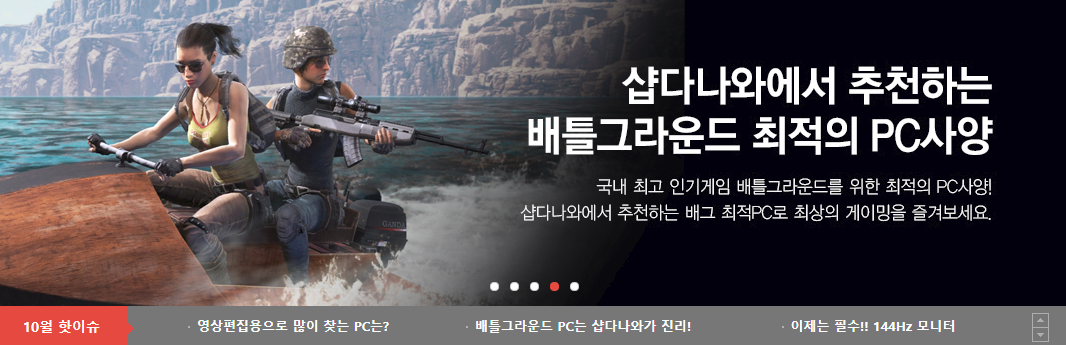 샵다나와에서 추천하는
배틀그라운드 최적의 PC사양
국내 최고 인기게임 배틀그라운드를 위한 최적의 PC사양!
샵다나와에서 추천하는 배그 최적PC로 최상의 게이밍을 즐겨보세요.
10월 핫이슈 · 영상편집용으로 많이 찾는 PC는? · 배틀그라운드 PC는 샵다나와가 진리! · 이제는 필수!! 144Hz 모니터